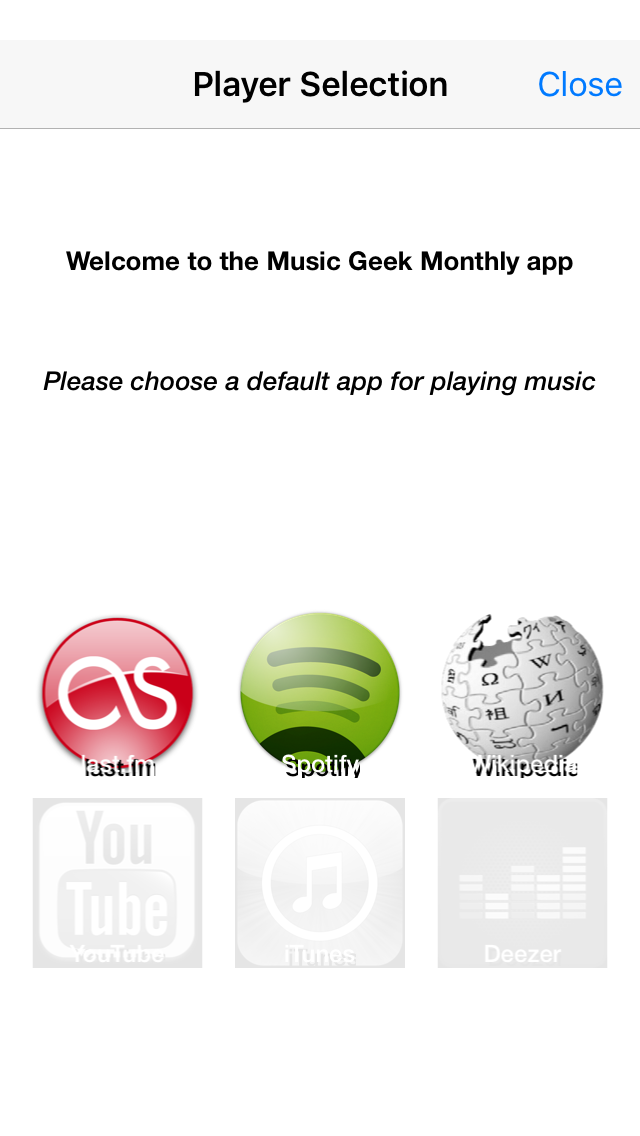 Player Selection
Close
Welcome to the Music Geek Monthly app
Please choose a default app for playing music
Ω
W
И
祖
last.fm
Spotify
Wikipedia
You
Tube
YouTube
iTunes
Deezer